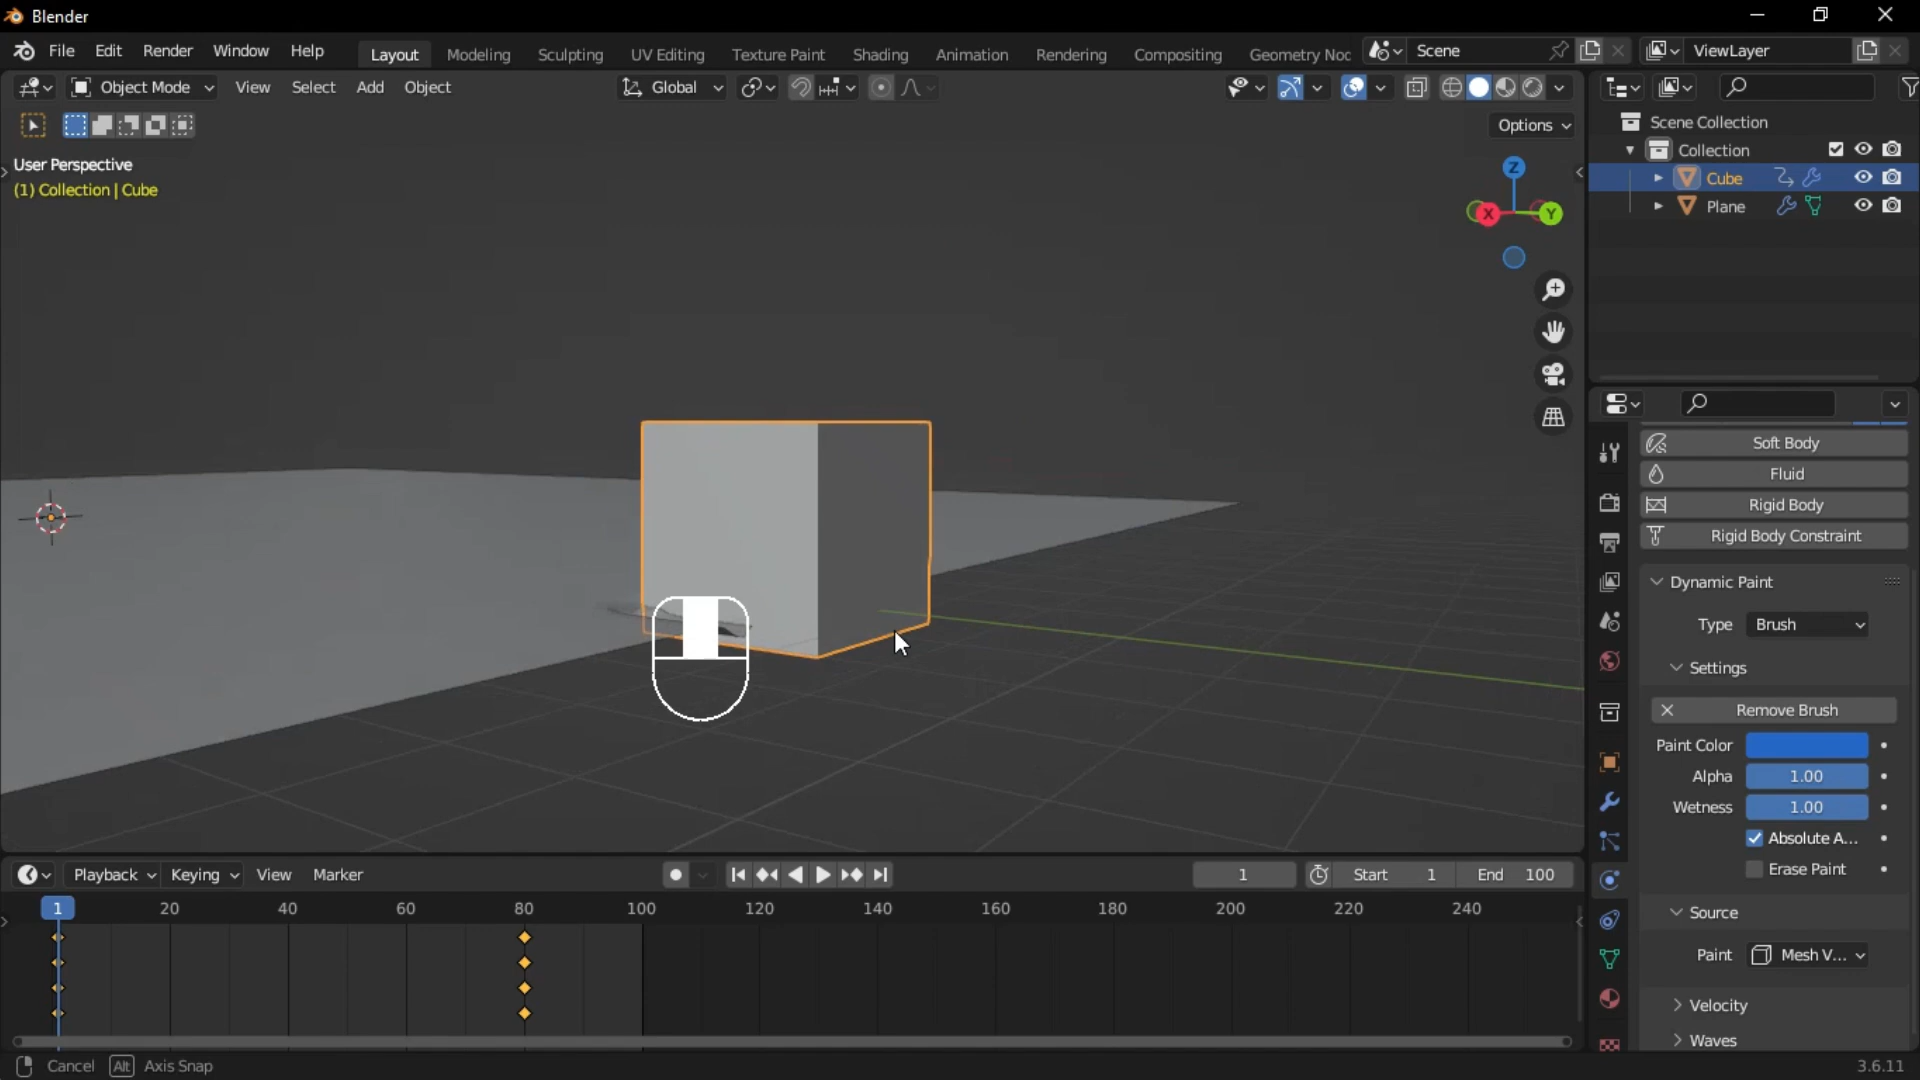 Blender
File Edit Render Window Help Layout Modeling Sculpting UV Editing Texture Paint Shading Animation Rendering Compositing Geometry Noc Scene ViewLayer
Object Mode View Select Add Object Global
Options
User Perspective
(1) Collection | Cube
Z
X
Y
Scene Collection
Collection
Cube
Plane
Soft Body
Fluid
Rigid Body
Rigid Body Constraint
Dynamic Paint
Type Brush
Settings
Remove Brush
Paint Color
Alpha 1.00
Wetness 1.00
Absolute A...
Erase Paint
Source
Paint Mesh V...
Velocity
Waves
Playback Keying View Marker 1 Start 1 End 100
1 20 40 60 80 100 120 140 160 180 200 220 240
Cancel Alt Axis Snap 3.6.11